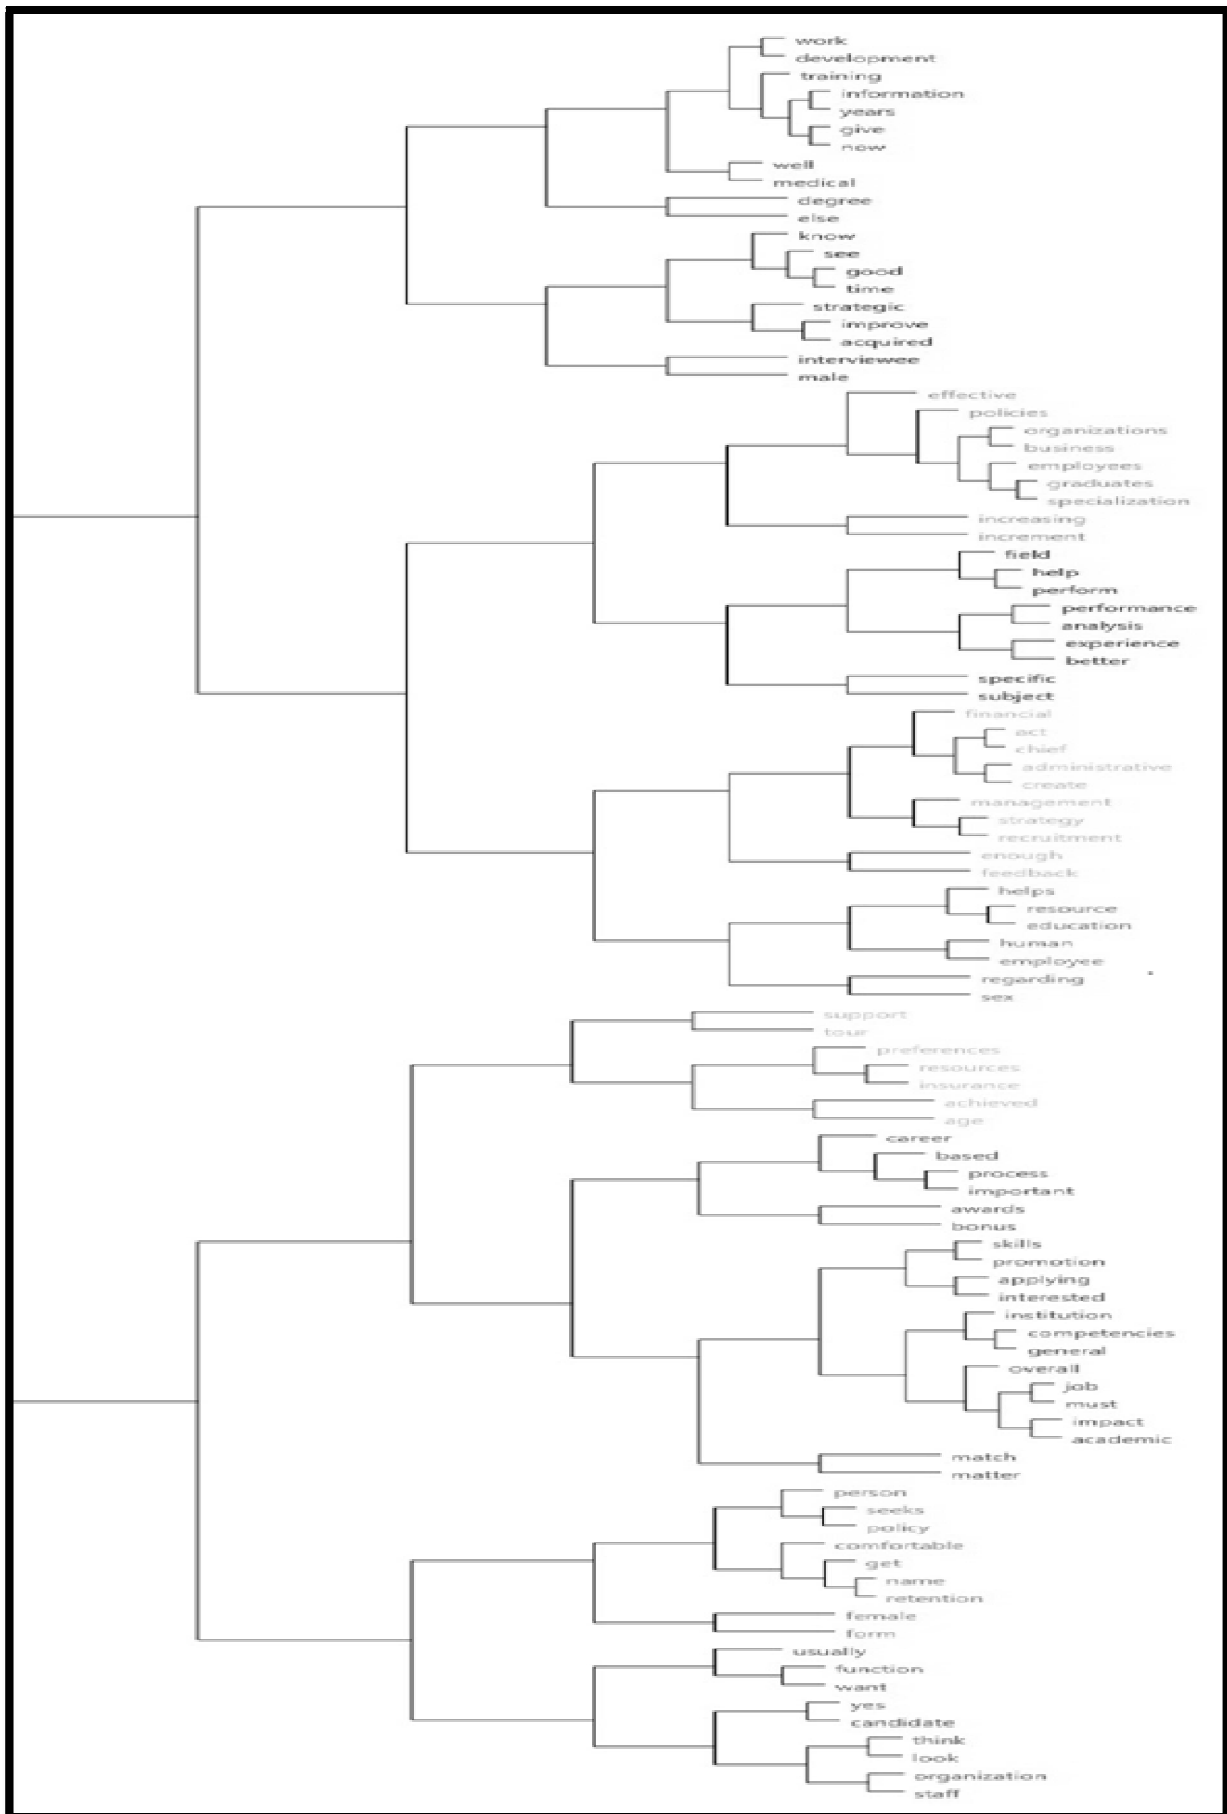 work
development
training
information
years
give
now
well
medical
degree
else
know
see
good
time
strategic
improve
acquired
interviewee
male
effective
policies
organizations
business
employees
graduates
specialization
increasing
increment
field
help
perform
performance
analysis
experience
better
specific
subject
financial
act
chief
administrative
create
management
strategy
recruitment
enough
feedback
helps
resource
education
human
employee
regarding
sex
support
tour
preferences
resources
insurance
achieved
age
career
based
process
important
awards
bonus
skills
promotion
applying
interested
institution
competencies
general
overall
job
must
impact
academic
match
matter
person
seeks
policy
comfortable
get
name
retention
female
form
usually
function
want
yes
candidate
think
look
organization
staff